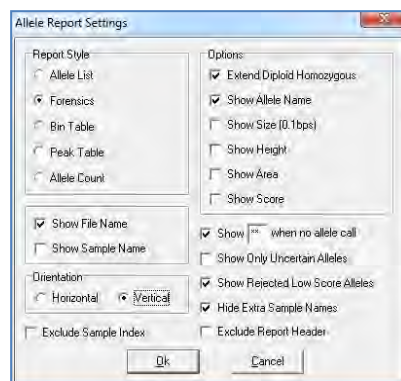 Allele Report Settings
Report Style
Allele List
Forensics
Bin Table
Peak Table
Allele Count
Show File Name
Show Sample Name
Orientation
Horizontal Vertical
Exclude Sample Index
Options
Extend Diploid Homozygous
Show Allele Name
Show Size (0.1bps)
Show Height
Show Area
Show Score
Show ** when no allele call
Show Only Uncertain Alleles
Show Rejected Low Score Alleles
Hide Extra Sample Names
Exclude Report Header
Ok Cancel